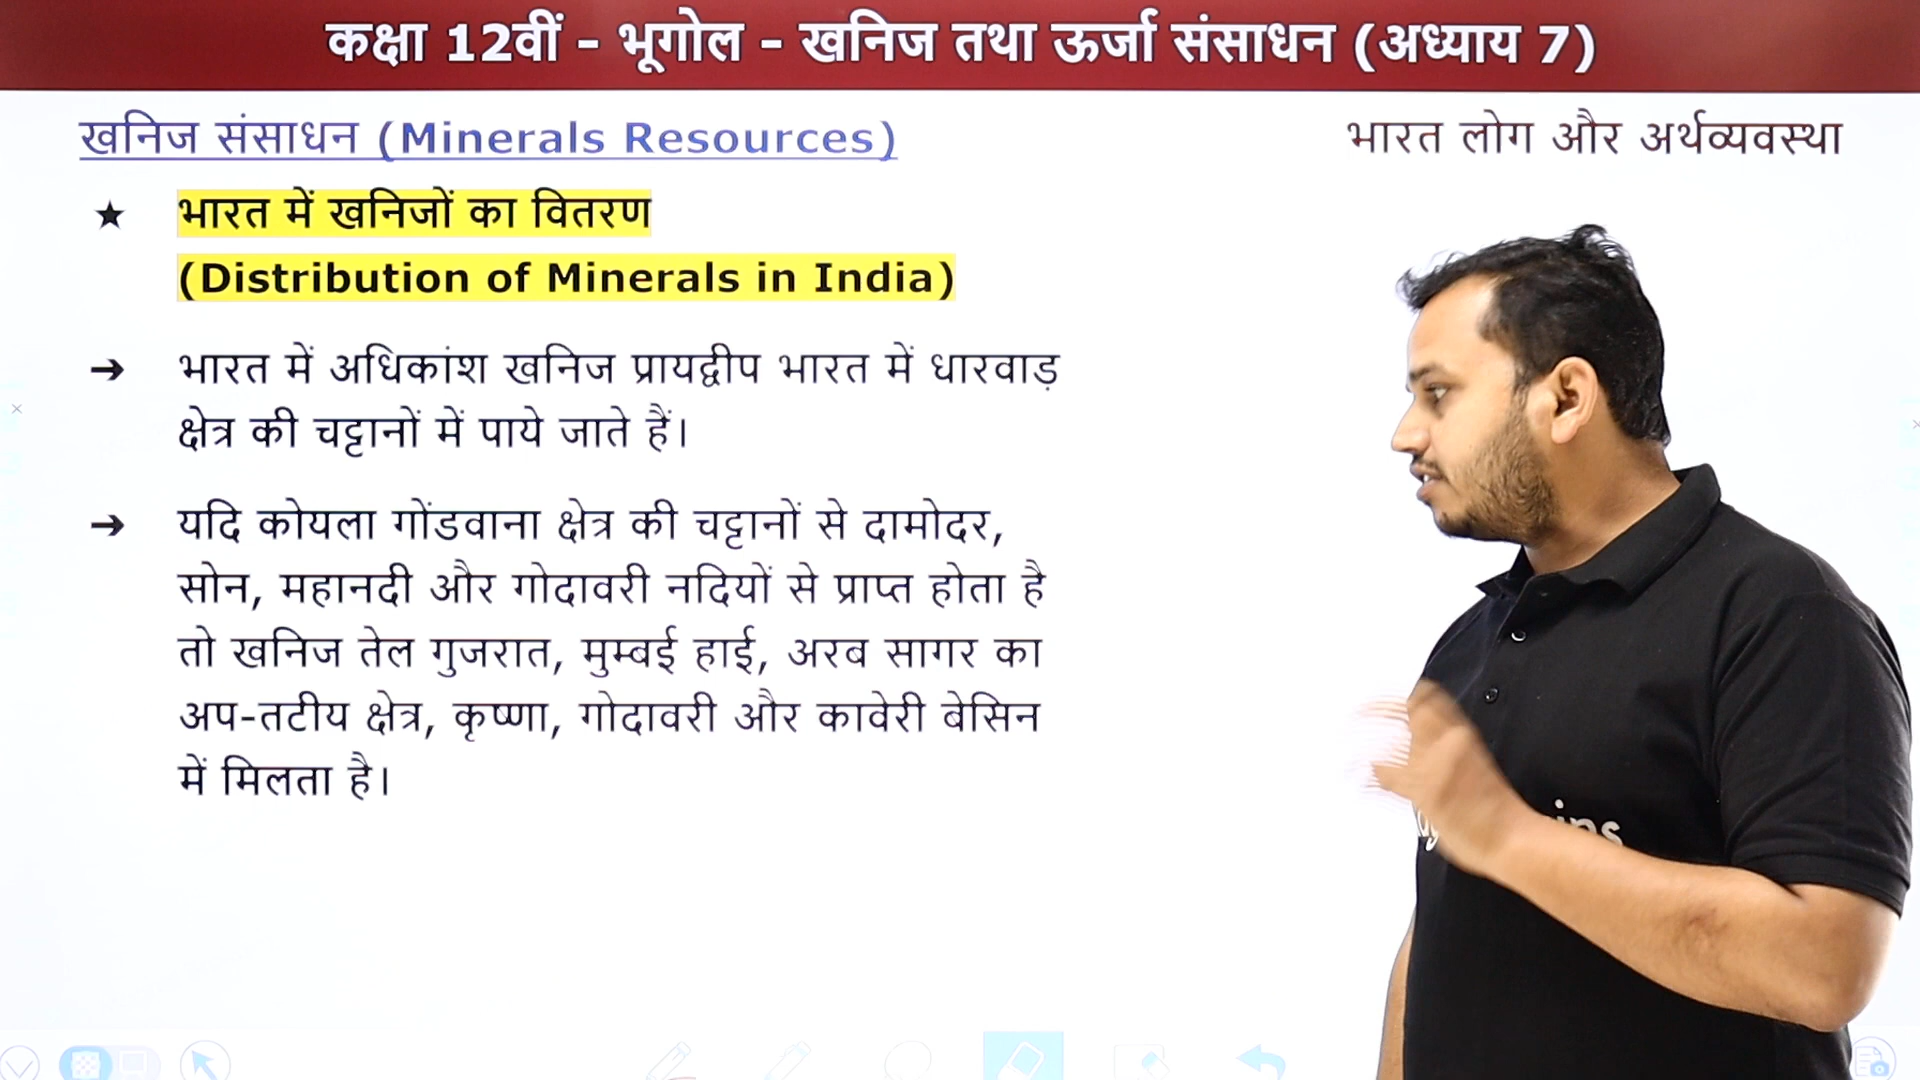 कक्षा 12वीं - भूगोल - खनिज तथा ऊर्जा संसाधन (अध्याय 7)
खनिज संसाधन (Minerals Resources)
भारत लोग और अर्थव्यवस्था
★ भारत में खनिजों का वितरण
(Distribution of Minerals in India)
➔ भारत में अधिकांश खनिज प्रायद्वीप भारत में धारवाड़
क्षेत्र की चट्टानों में पाये जाते हैं।
➔ यदि कोयला गोंडवाना क्षेत्र की चट्टानों से दामोदर,
सोन, महानदी और गोदावरी नदियों से प्राप्त होता है
तो खनिज तेल गुजरात, मुम्बई हाई, अरब सागर का
अप-तटीय क्षेत्र, कृष्णा, गोदावरी और कावेरी बेसिन
में मिलता है।